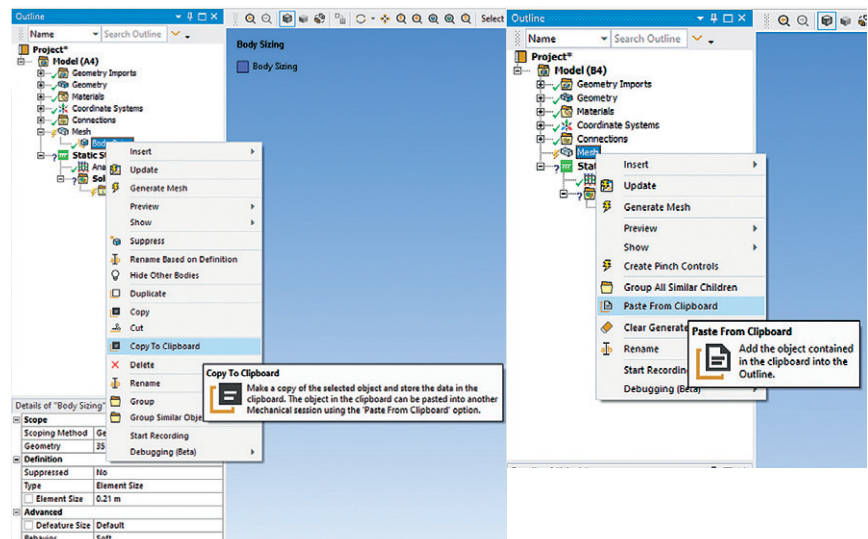 Outline
Name
Search Outline
Project*
Model (A4)
Geometry Imports
Geometry
Materials
Coordinate Systems
Connections
Mesh
Static
Insert
Update
Generate Mesh
Preview
Show
Suppress
Rename Based on Definition
Hide Other Bodies
Duplicate
Copy
Cut
Copy To Clipboard
Delete
Rename
Group
Group Similar
Start Recording
Debugging (Beta)
Copy To Clipboard
Make a copy of the selected object and store the data in the
clipboard. The object in the clipboard can be pasted into another
Mechanical session using the 'Paste From Clipboard' option.
Details of "Body Sizing"
Scope
Scoping Method
Geometry 35
Definition
Suppressed No
Type Element Size
Element Size 0.21 m
Advanced
Defeature Size Default
Behavior Soft
Select
Body Sizing
Body Sizing
Outline
Name
Search Outline
Project*
Model (B4)
Geometry Imports
Geometry
Materials
Coordinate Systems
Connections
Mesh
Insert
Update
Generate Mesh
Preview
Show
Create Pinch Controls
Group All Similar Children
Paste From Clipboard
Clear
Rename
Start Recording
Debugging (Beta)
Paste From Clipboard
Add the object contained
in the clipboard into the
Outline.